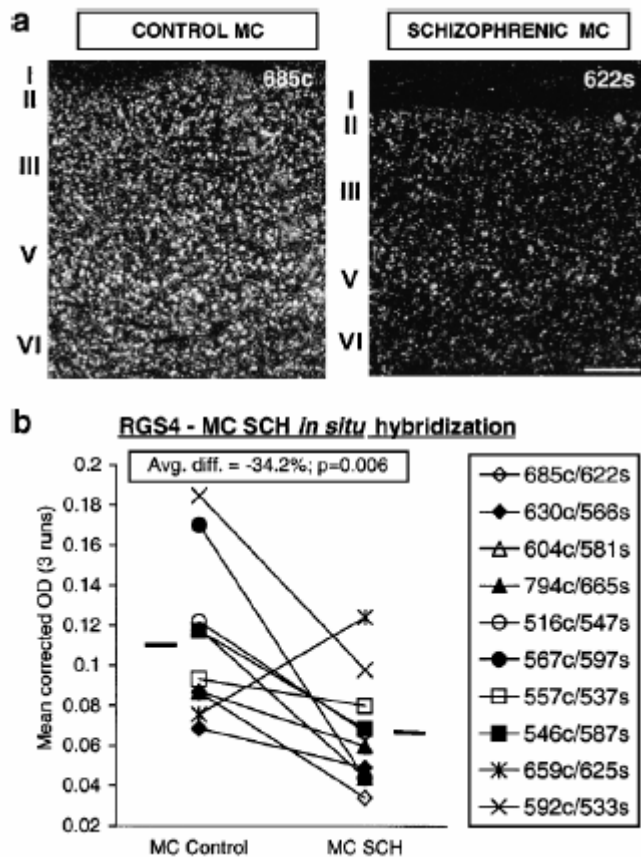 a
CONTROL MC
SCHIZOPHRENIC MC
685c
622s
I
II
III
V
VI
I
II
III
V
VI
b
RGS4 - MC SCH in situ hybridization
Avg. diff. = -34.2%; p=0.006
Mean corrected OD (3 runs)
0.2
0.18
0.16
0.14
0.12
0.1
0.08
0.06
0.04
0.02
MC Control
MC SCH
685c/622s
630c/566s
604c/581s
794c/665s
516c/547s
567c/597s
557c/537s
546c/587s
659c/625s
592c/533s